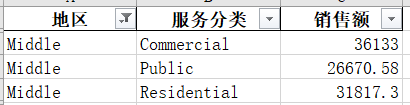 地区 服务分类 销售额
Middle Commercial 36133
Middle Public 26670.58
Middle Residential 31817.3